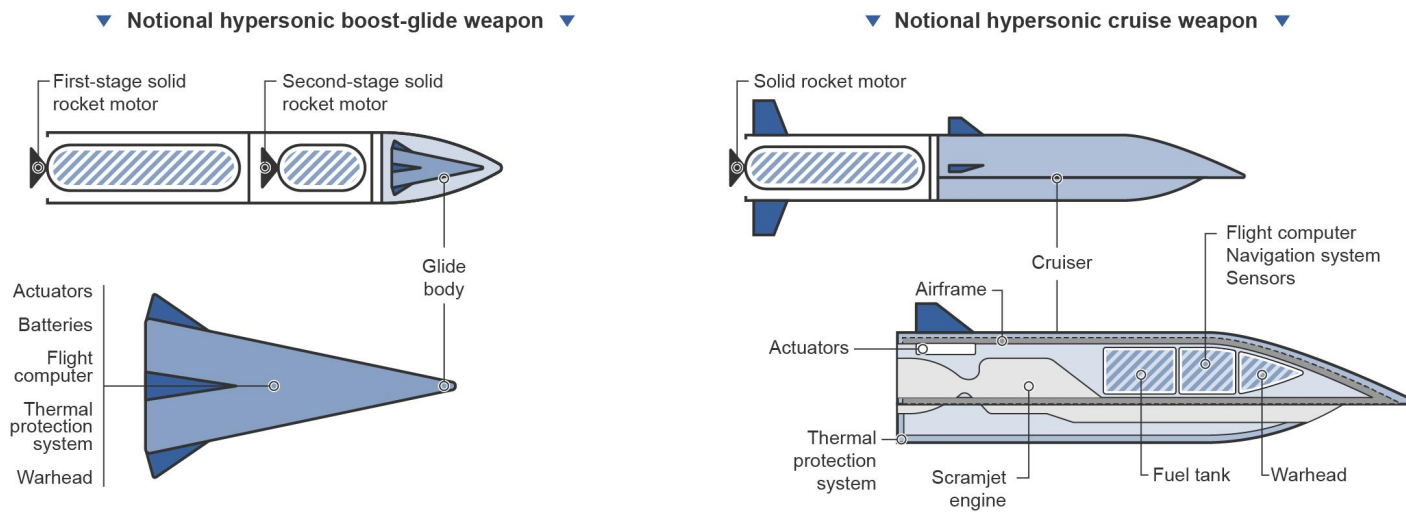 Notional hypersonic boost-glide weapon
First-stage solid
rocket motor
Second-stage solid
rocket motor
Glide
body
Actuators
Batteries
Flight
computer
Thermal
protection
system
Warhead
Notional hypersonic cruise weapon
Solid rocket motor
Cruiser
Flight computer
Navigation system
Sensors
Airframe
Actuators
Thermal
protection
system
Scramjet
engine
Fuel tank
Warhead